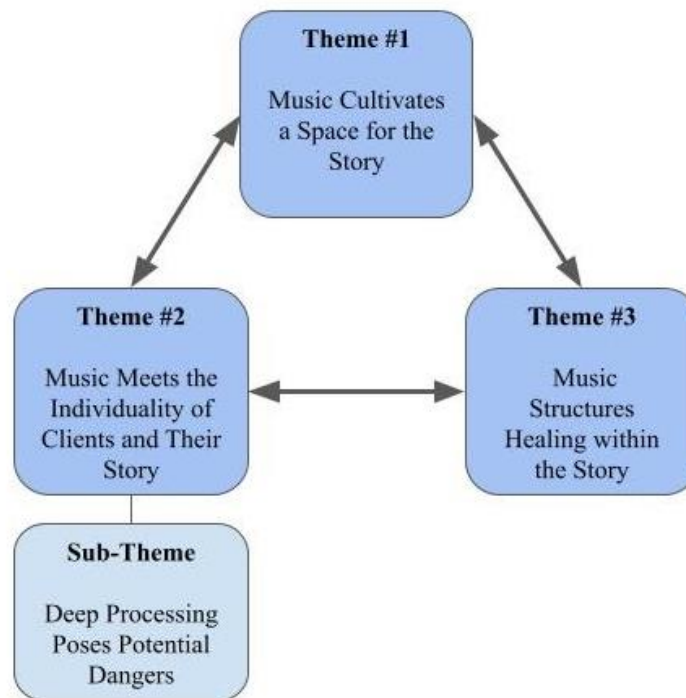 Theme #1
Music Cultivates
a Space for the
Story
Theme #2
Music Meets the
Individuality of
Clients and Their
Story
Theme #3
Music
Structures
Healing within
the Story
Sub-Theme
Deep Processing
Poses Potential
Dangers